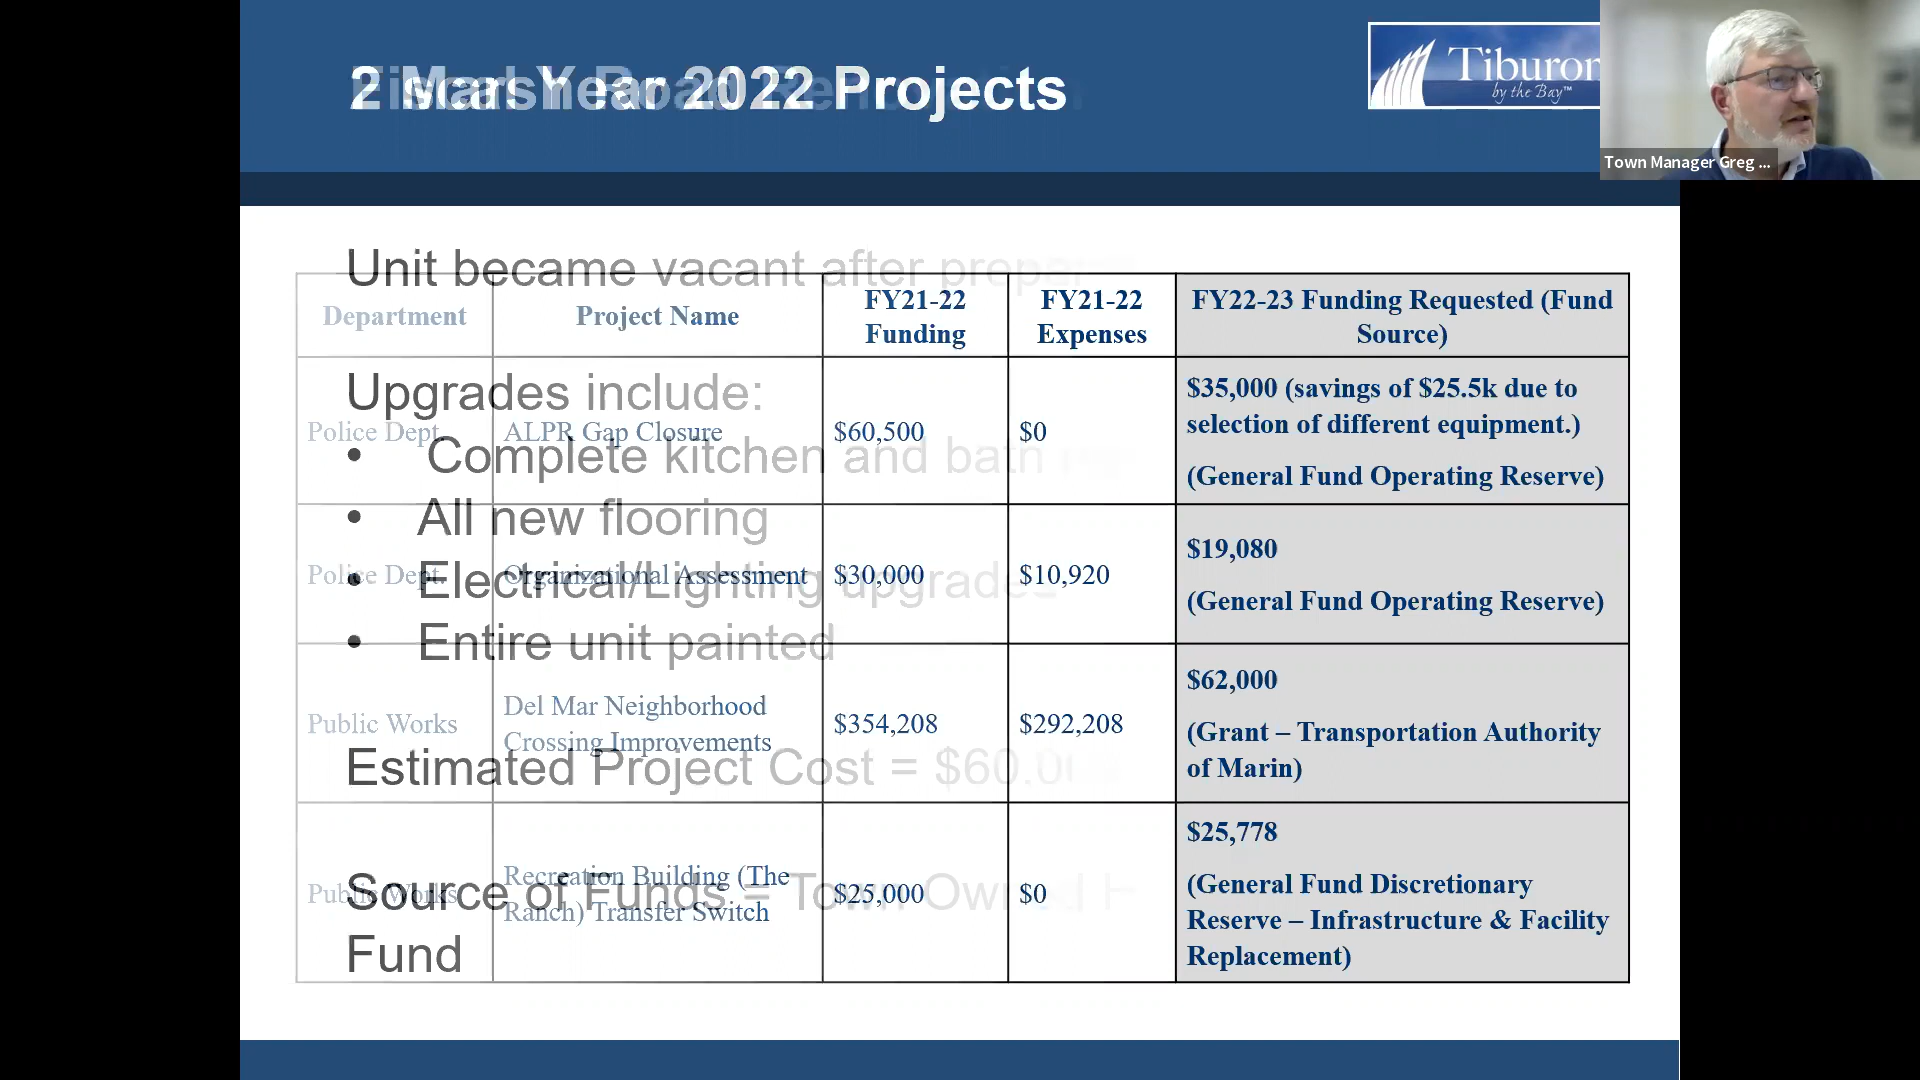 Fiscal Year 2022 Projects
2 Mar
Tiburon
by the Bay™
Town Manager Greg ...
Unit became vacant after
Department
Project Name
FY21-22
Funding
FY21-22
Expenses
FY22-23 Funding Requested (Fund
Source)
Upgrades include:
• Complete kitchen and bath
• All new flooring
• Electrical/Lighting upgrades
• Entire unit painted
Estimated Project Cost =
Source of Funds = Town Owned
Fund
Police Dept.
ALPR Gap Closure
$60,500
$0
$35,000 (savings of $25.5k due to
selection of different equipment.)
(General Fund Operating Reserve)
Police Dept.
Organizational Assessment
$30,000
$10,920
$19,080
(General Fund Operating Reserve)
Public Works
Del Mar Neighborhood
Crossing Improvements
$354,208
$292,208
$62,000
(Grant – Transportation Authority
of Marin)
Public Works
Recreation Building (The
Ranch) Transfer Switch
$25,000
$0
$25,778
(General Fund Discretionary
Reserve – Infrastructure & Facility
Replacement)